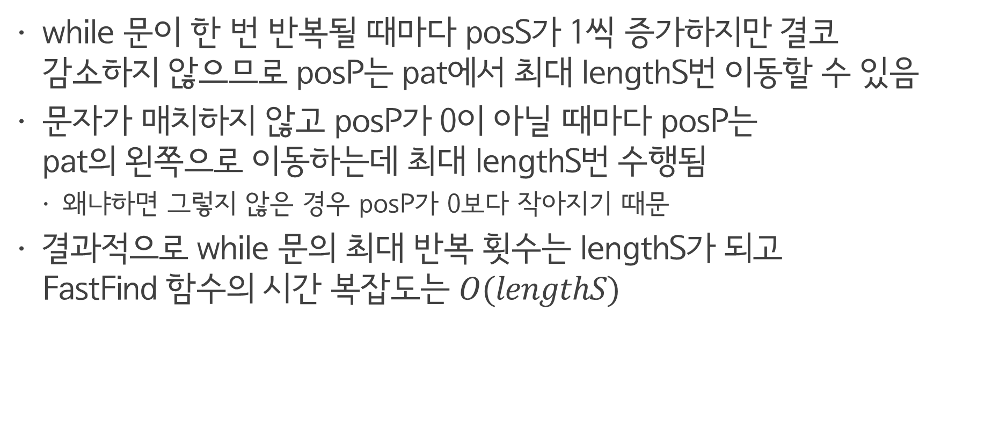 • while 문이 한 번 반복될 때마다 posS가 1씩 증가하지만 결코
감소하지 않으므로 posP는 pat에서 최대 lengthS번 이동할 수 있음
• 문자가 매치하지 않고 posP가 0이 아닐 때마다 posP는
pat의 왼쪽으로 이동하는데 최대 lengthS번 수행됨
• 왜냐하면 그렇지 않은 경우 posP가 0보다 작아지기 때문
• 결과적으로 while 문의 최대 반복 횟수는 lengthS가 되고
FastFind 함수의 시간 복잡도는 O(lengthS)